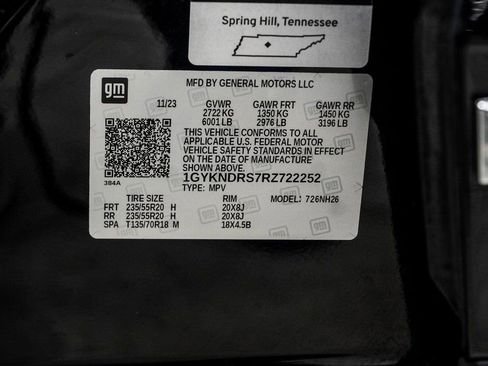 Spring Hill, Tennessee
gm
MFD BY GENERAL MOTORS LLC
11/23 GVWR GAWR FRT GAWR RR
2722 KG 1350 KG 1450 KG
6001 LB 2976 LB 3196 LB
THIS VEHICLE CONFORMS TO ALL
APPLICABLE U.S. FEDERAL MOTOR
VEHICLE SAFETY STANDARDS IN EFFECT
ON THE DATE OF MANUFACTURE
SHOWN ABOVE.
384A 1GYKNDRS7RZ722252
TYPE: MPV
TIRE SIZE RIM MODEL: 726NH26
FRT 235/55R20 H 20X8J
RR 235/55R20 H 20X8J
SPA T135/70R18 M 18X4.5B